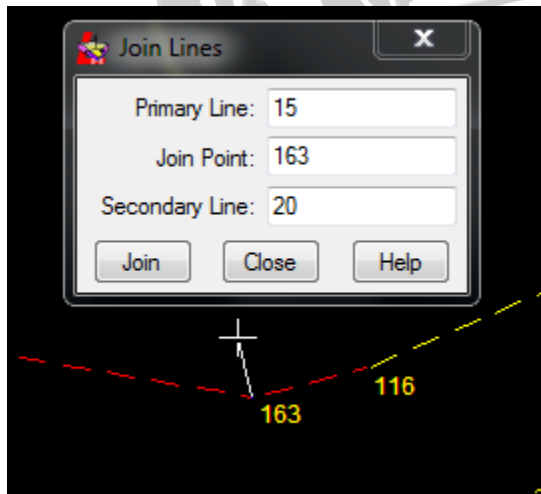 Join Lines
Primary Line: 15
Join Point: 163
Secondary Line: 20
Join Close Help
116
163